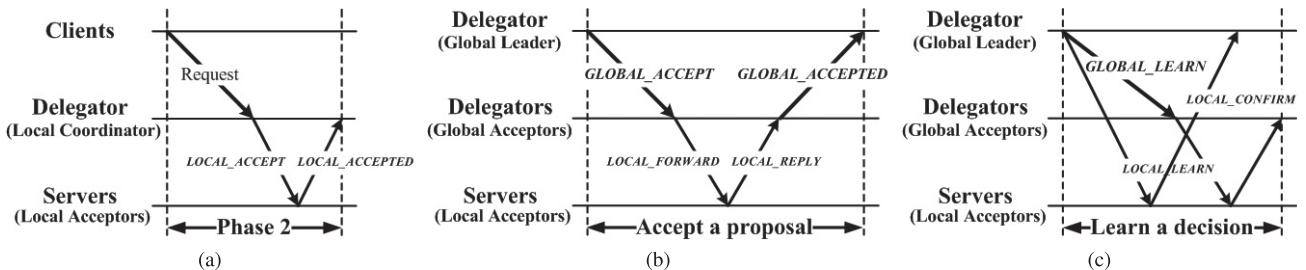 Clients
Request
Delegator
(Local Coordinator)
LOCAL_ACCEPT
LOCAL_ACCEPTED
Servers
(Local Acceptors)
Phase 2
(a)
Delegator
(Global Leader)
GLOBAL_ACCEPT
GLOBAL_ACCEPTED
Delegators
(Global Acceptors)
LOCAL_FORWARD
LOCAL_REPLY
Servers
(Local Acceptors)
Accept a proposal
(b)
Delegator
(Global Leader)
GLOBAL_LEARN
LOCAL_CONFIRM
Delegators
(Global Acceptors)
LOCAL_LEARN
Servers
(Local Acceptors)
Learn a decision
(c)